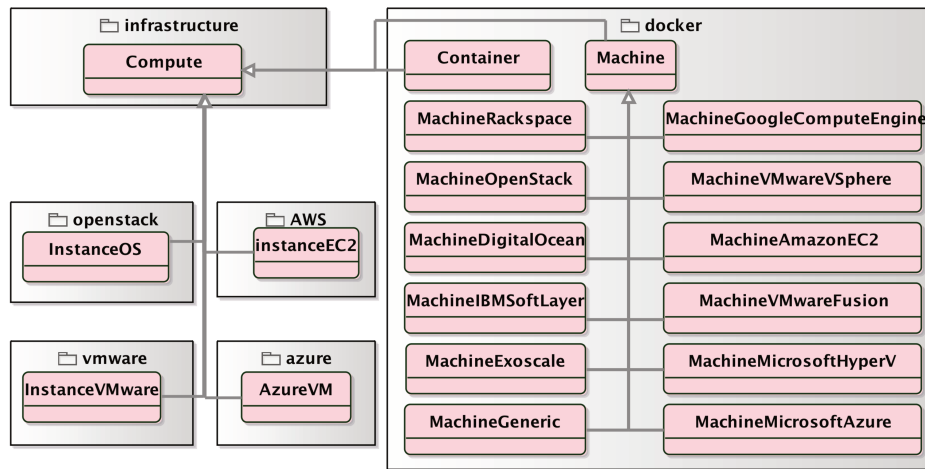 infrastructure
Compute
docker
Container
Machine
MachineRackspace
MachineGoogleComputeEngine
MachineOpenStack
MachineVMwareVSphere
MachineDigitalOcean
MachineAmazonEC2
MachineIBMSoftLayer
MachineVMwareFusion
MachineExoscale
MachineMicrosoftHyperV
MachineGeneric
MachineMicrosoftAzure
openstack
InstanceOS
AWS
instanceEC2
vmware
InstanceVMware
azure
AzureVM